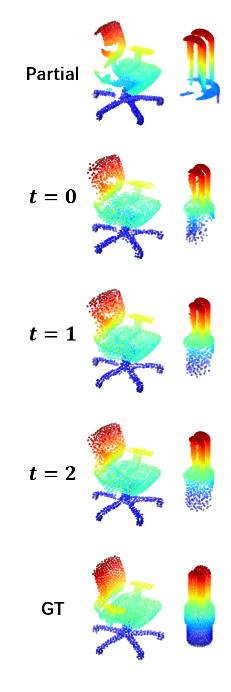 Partial
t = 0
t = 1
t = 2
GT